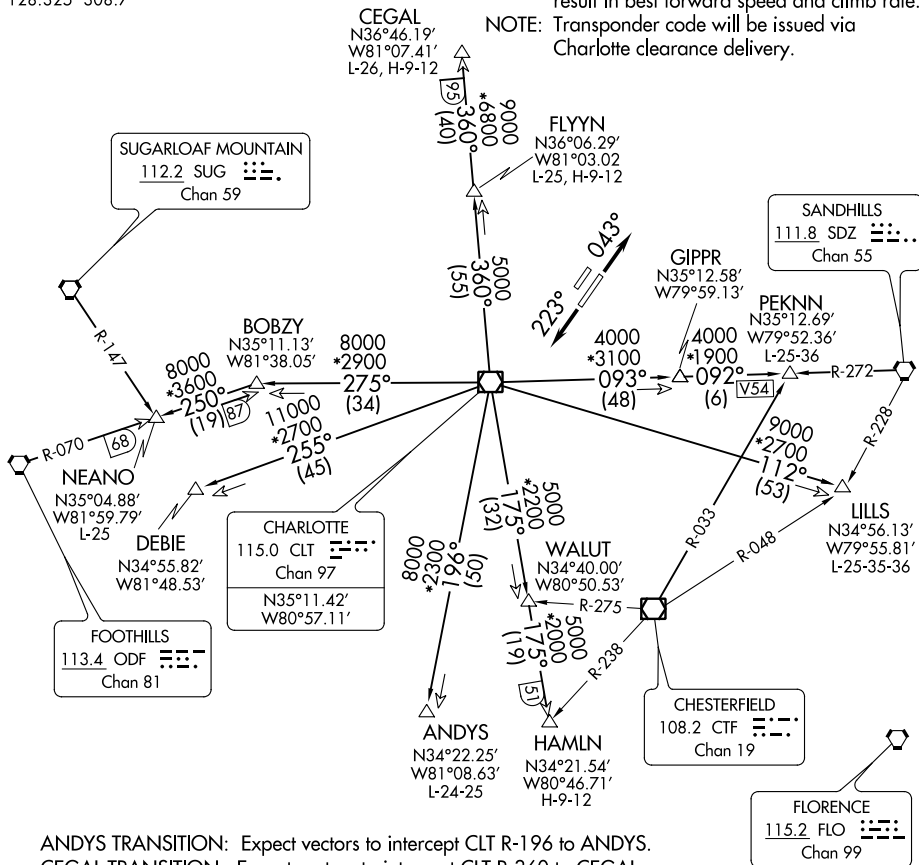 128.325 308.7
result in best forward speed and climb rate.
NOTE: Transponder code will be issued via
Charlotte clearance delivery.
CEGAL
N36°46.19'
W81°07.41'
L-26, H-9-12
95
9000
*6800
360°
(40)
FLYYN
N36°06.29'
W81°03.02
L-25, H-9-12
SUGARLOAF MOUNTAIN
112.2 SUG
Chan 59
SANDHILLS
111.8 SDZ
Chan 55
043°
223°
5000
360°
(55)
GIPPR
N35°12.58'
W79°59.13'
PEKNN
N35°12.69'
W79°52.36'
L-25-36
R-147
BOBZY
N35°11.13'
W81°38.05'
8000
*2900
275°
(34)
4000
*3100
093°
(48)
4000
*1900
092°
(6)
V54
R-272
R-228
8000
*3600
250°
(19)
87
R-070
68
11000
*2700
255°
(45)
9000
*2700
112°
(53)
NEANO
N35°04.88'
W81°59.79'
L-25
DEBIE
N34°55.82'
W81°48.53'
LILLS
N34°56.13'
W79°55.81'
L-25-35-36
CHARLOTTE
115.0 CLT
Chan 97
N35°11.42'
W80°57.11'
8000
*2300
196°
(50)
5000
*2200
175°
(32)
WALUT
N34°40.00'
W80°50.53'
R-033
R-048
R-275
R-238
5000
*2000
175°
(19)
51
FOOTHILLS
113.4 ODF
Chan 81
ANDYS
N34°22.25'
W81°08.63'
L-24-25
HAMLN
N34°21.54'
W80°46.71'
H-9-12
CHESTERFIELD
108.2 CTF
Chan 19
FLORENCE
115.2 FLO
Chan 99
ANDYS TRANSITION: Expect vectors to intercept CLT R-196 to ANDYS.